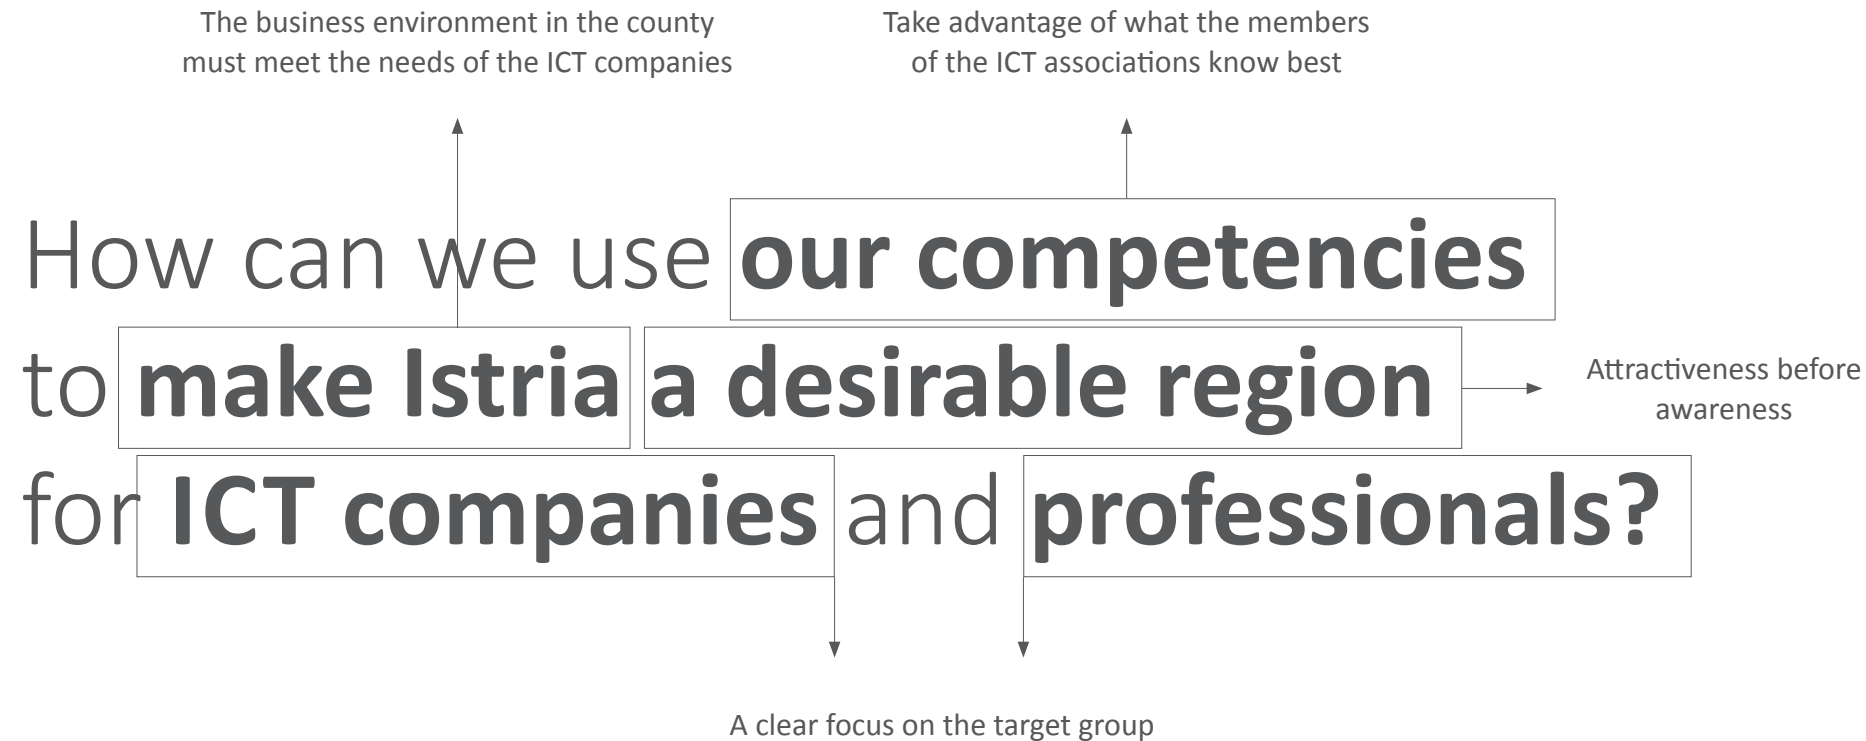 The business environment in the county
must meet the needs of the ICT companies
Take advantage of what the members
of the ICT associations know best
How can we use our competencies
to make Istria a desirable region
for ICT companies and professionals?
Attractiveness before
awareness
A clear focus on the target group